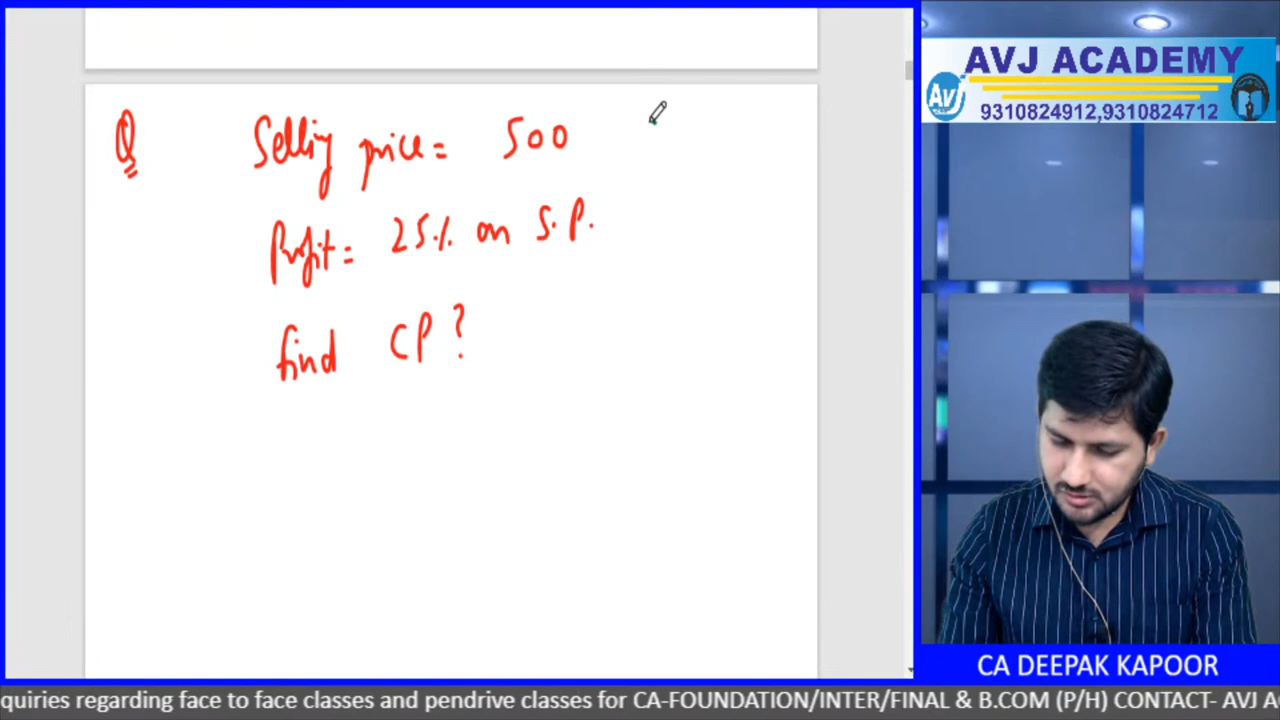 Q Selling price = 500
Profit = 25% on S.P.
find CP?
AVJ ACADEMY
AV
9310824912,9310824712
CA DEEPAK KAPOOR
quiries regarding face to face classes and pendrive classes for CA-FOUNDATION/INTER/FINAL & B.COM (P/H) CONTACT- AVJ A